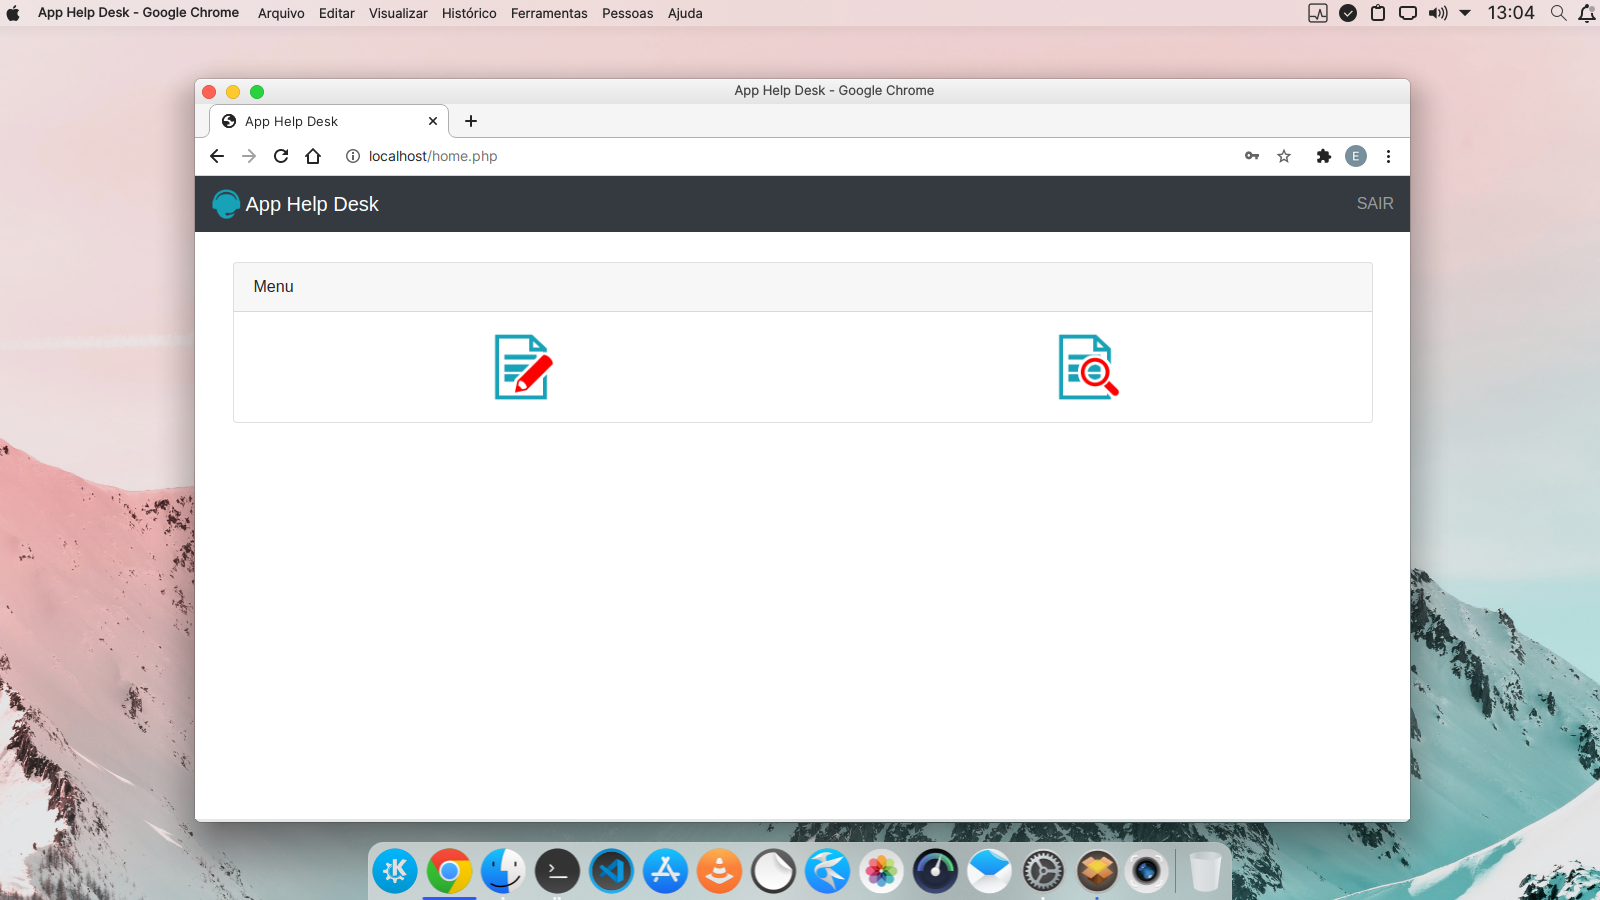 App Help Desk - Google Chrome Arquivo Editar Visualizar Histórico Ferramentas Pessoas Ajuda 13:04
App Help Desk - Google Chrome
App Help Desk
localhost/home.php E
App Help Desk SAIR
Menu